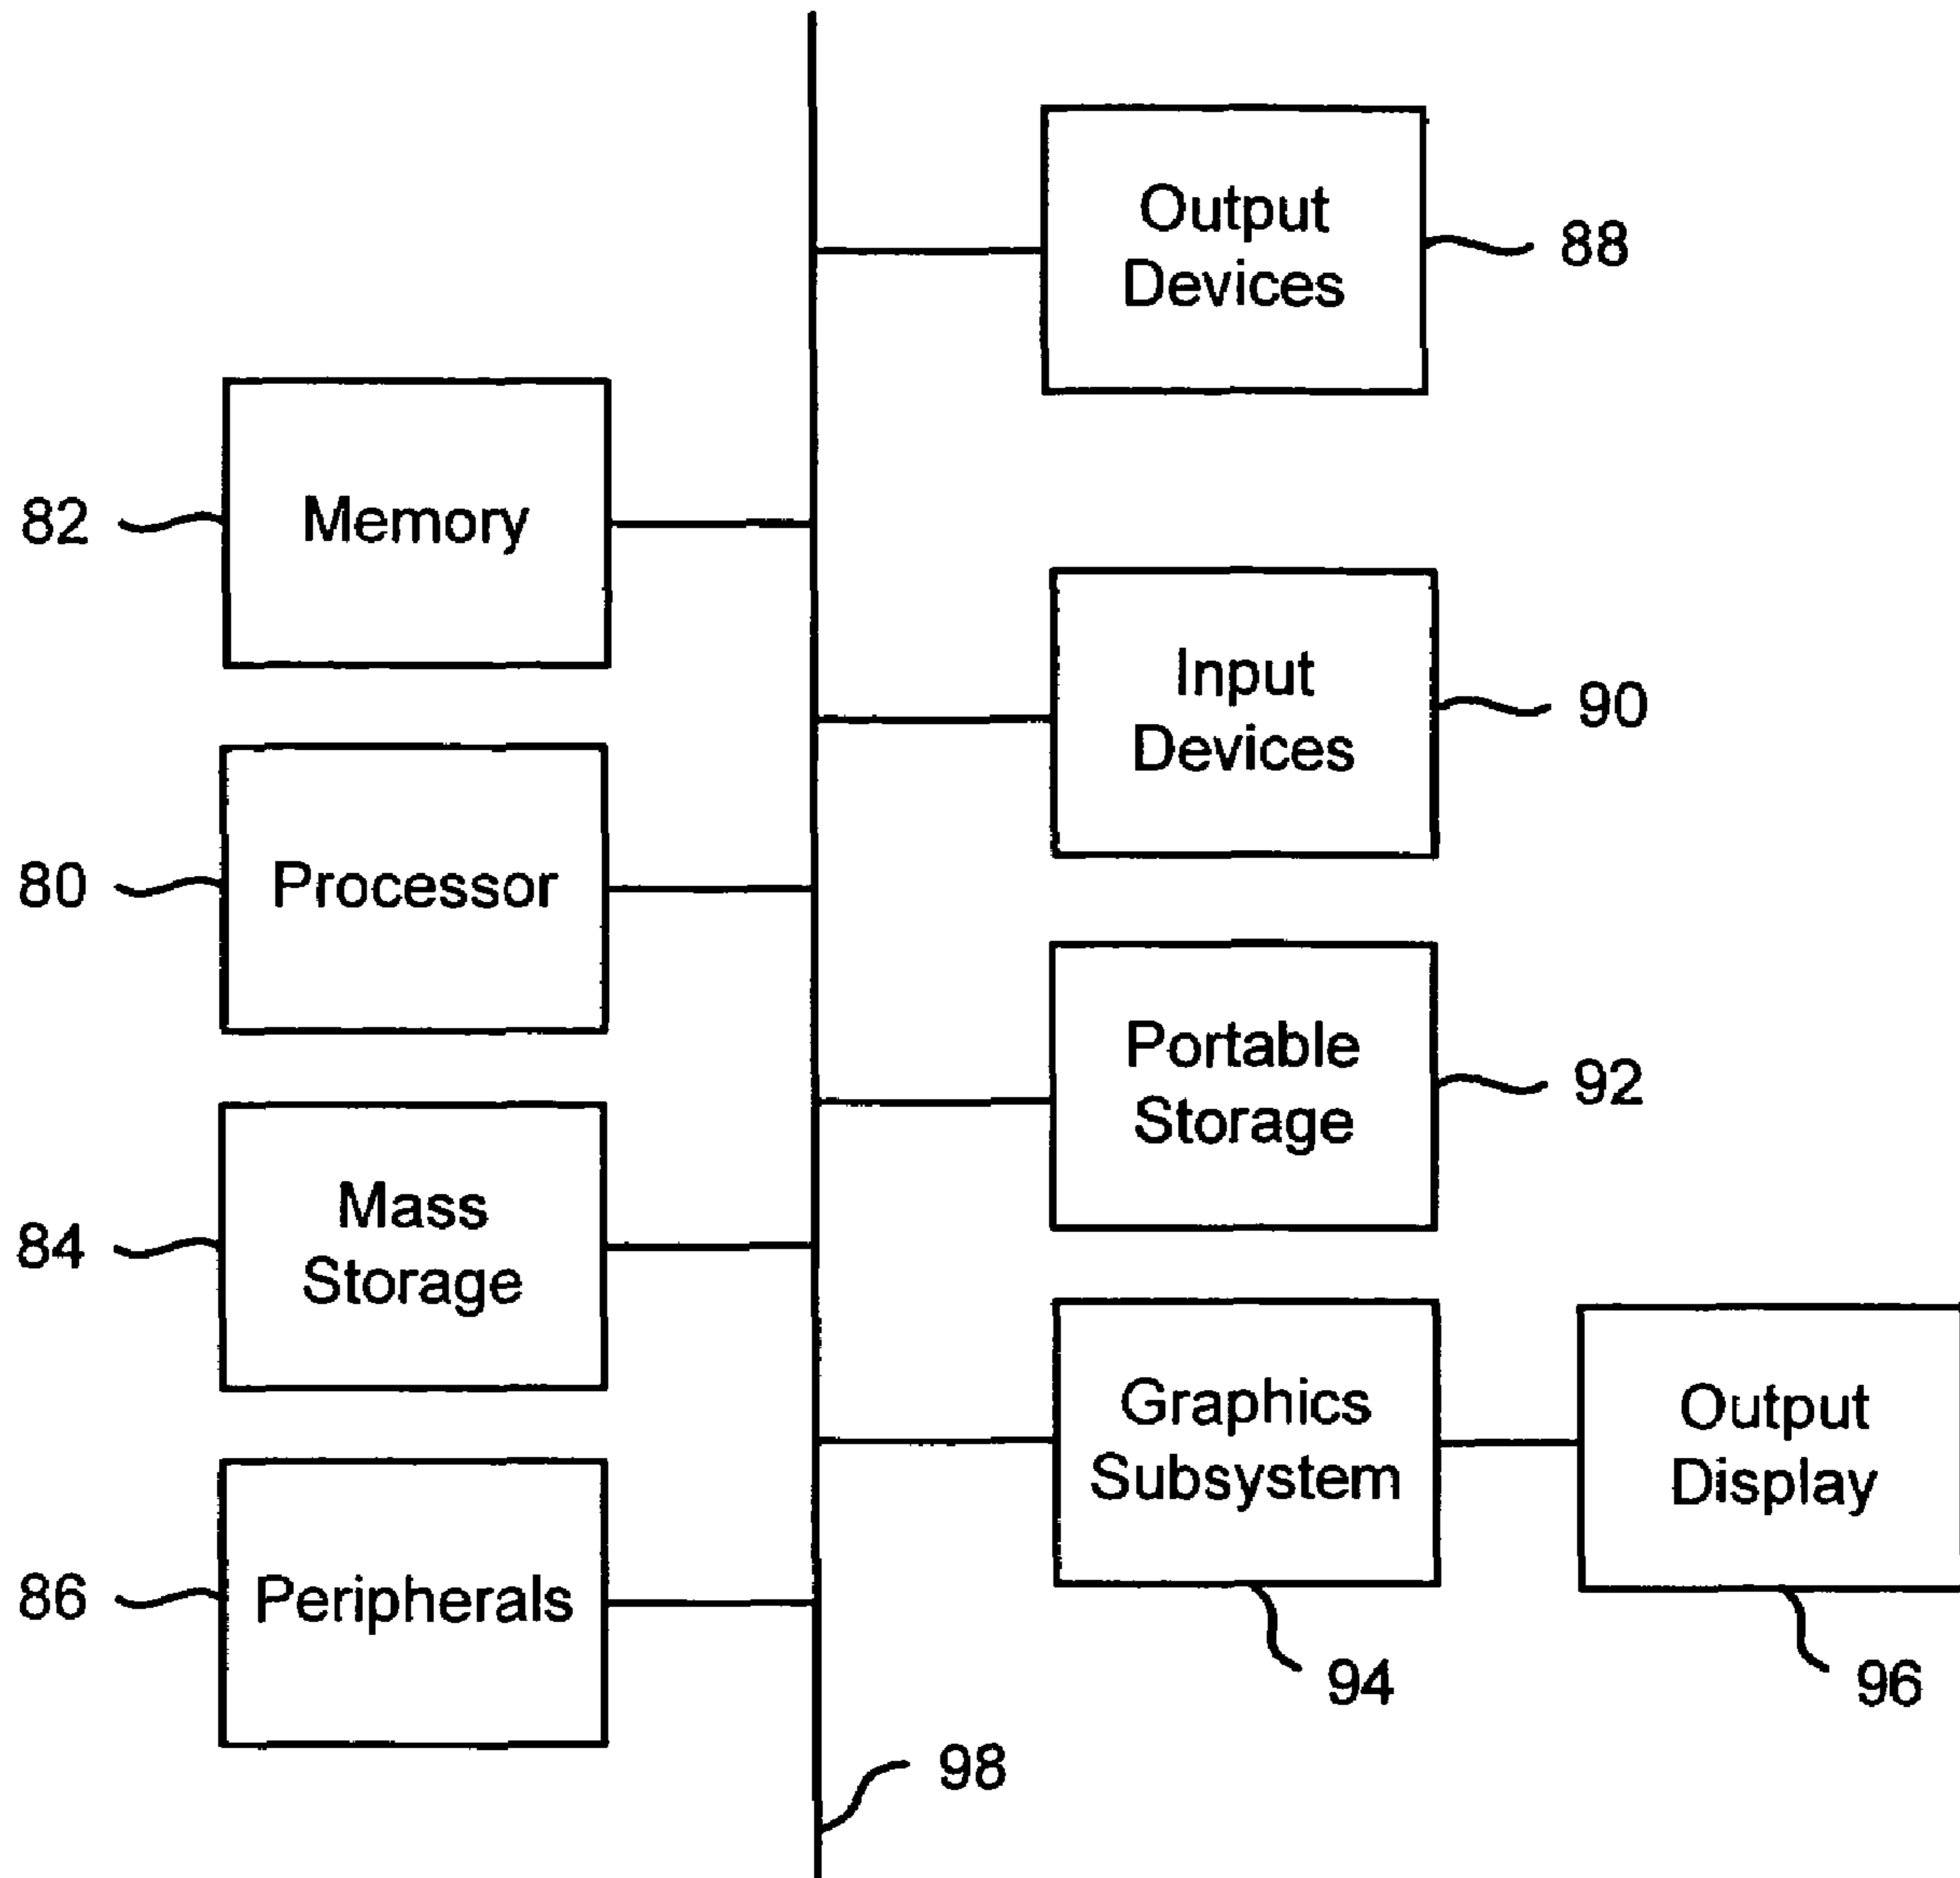 Output
Devices
88
82
Memory
Input
Devices
90
80
Processor
Portable
Storage
92
84
Mass
Storage
Graphics
Subsystem
Output
Display
86
Peripherals
94
96
98